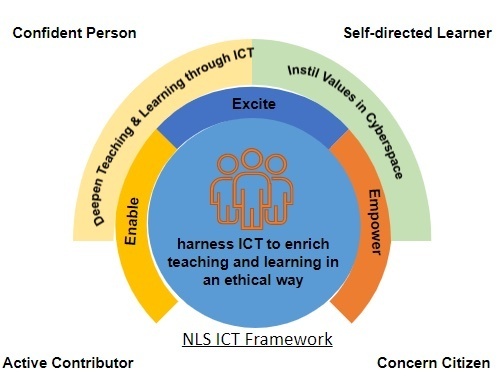 Confident Person
Self-directed Learner
Deepen Teaching & Learning through ICT
Instil Values in Cyberspace
Excite
Enable
Empower
harness ICT to enrich
teaching and learning in
an ethical way
NLS ICT Framework
Active Contributor
Concern Citizen